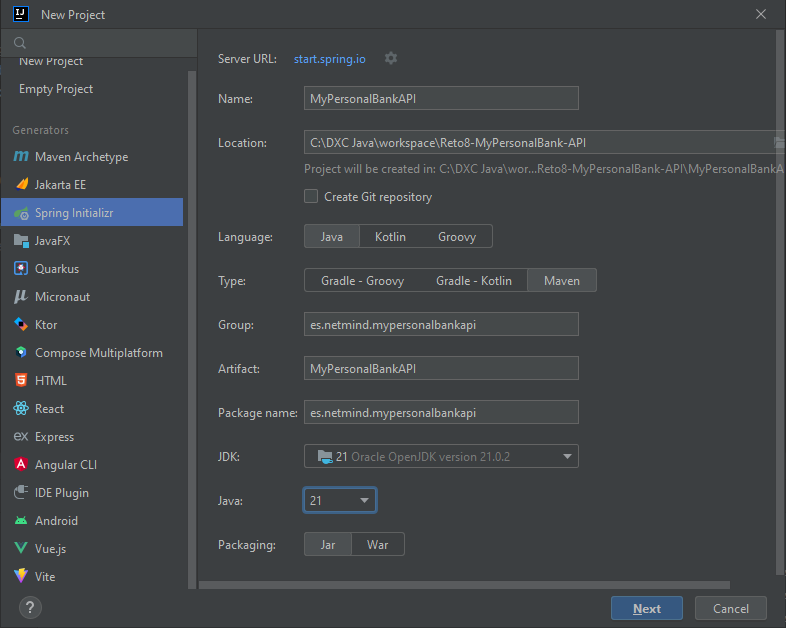 New Project
New Project
Empty Project
Generators
Maven Archetype
Jakarta EE
Spring Initializr
JavaFX
Quarkus
Micronaut
Ktor
Compose Multiplatform
HTML
React
Express
Angular CLI
IDE Plugin
Android
Vue.js
Vite
Server URL: start.spring.io
Name: MyPersonalBankAPI
Location: C:\DXC Java\workspace\Reto8-MyPersonalBank-API
Project will be created in: C:\DXC Java\wor...Reto8-MyPersonalBank-API\MyPersonalBankA
Create Git repository
Language: Java Kotlin Groovy
Type: Gradle - Groovy Gradle - Kotlin Maven
Group: es.netmind.mypersonalbankapi
Artifact: MyPersonalBankAPI
Package name: es.netmind.mypersonalbankapi
JDK: 21 Oracle OpenJDK version 21.0.2
Java: 21
Packaging: Jar War
? Next Cancel